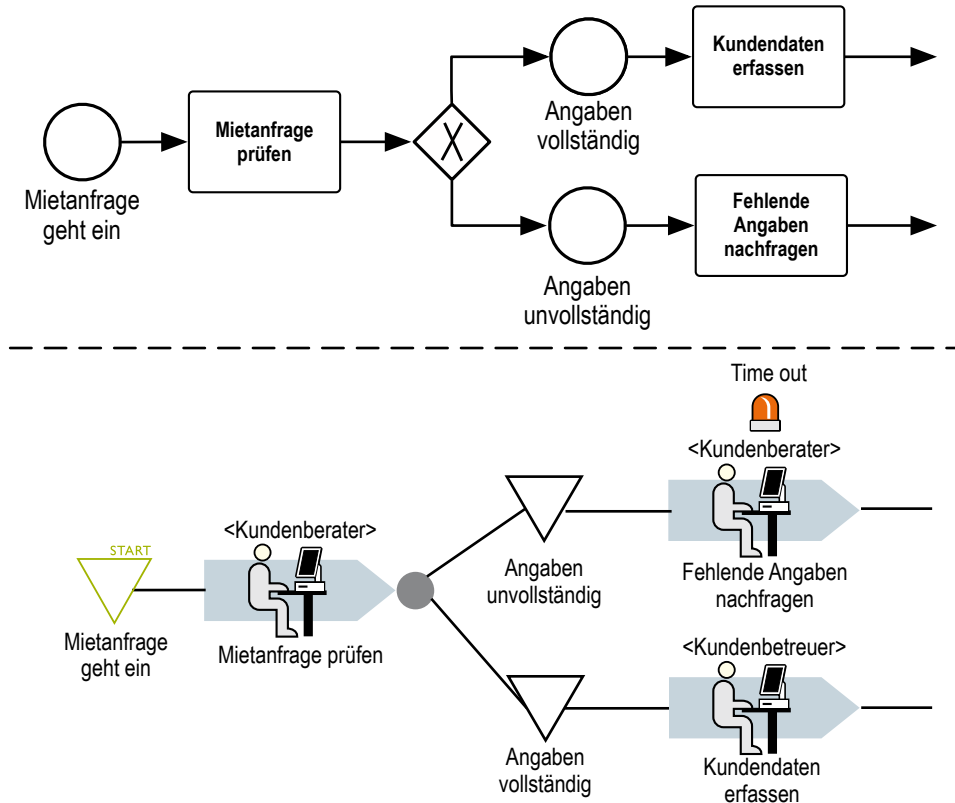 Kundendaten
erfassen
Angaben
vollständig
Mietanfrage
prüfen
X
Mietanfrage
geht ein
Fehlende
Angaben
nachfragen
Angaben
unvollständig
Time out
<Kundenberater>
<Kundenberater>
START
Angaben
unvollständig
Fehlende Angaben
nachfragen
Mietanfrage
geht ein
Mietanfrage prüfen
<Kundenbetreuer>
Angaben
vollständig
Kundendaten
erfassen